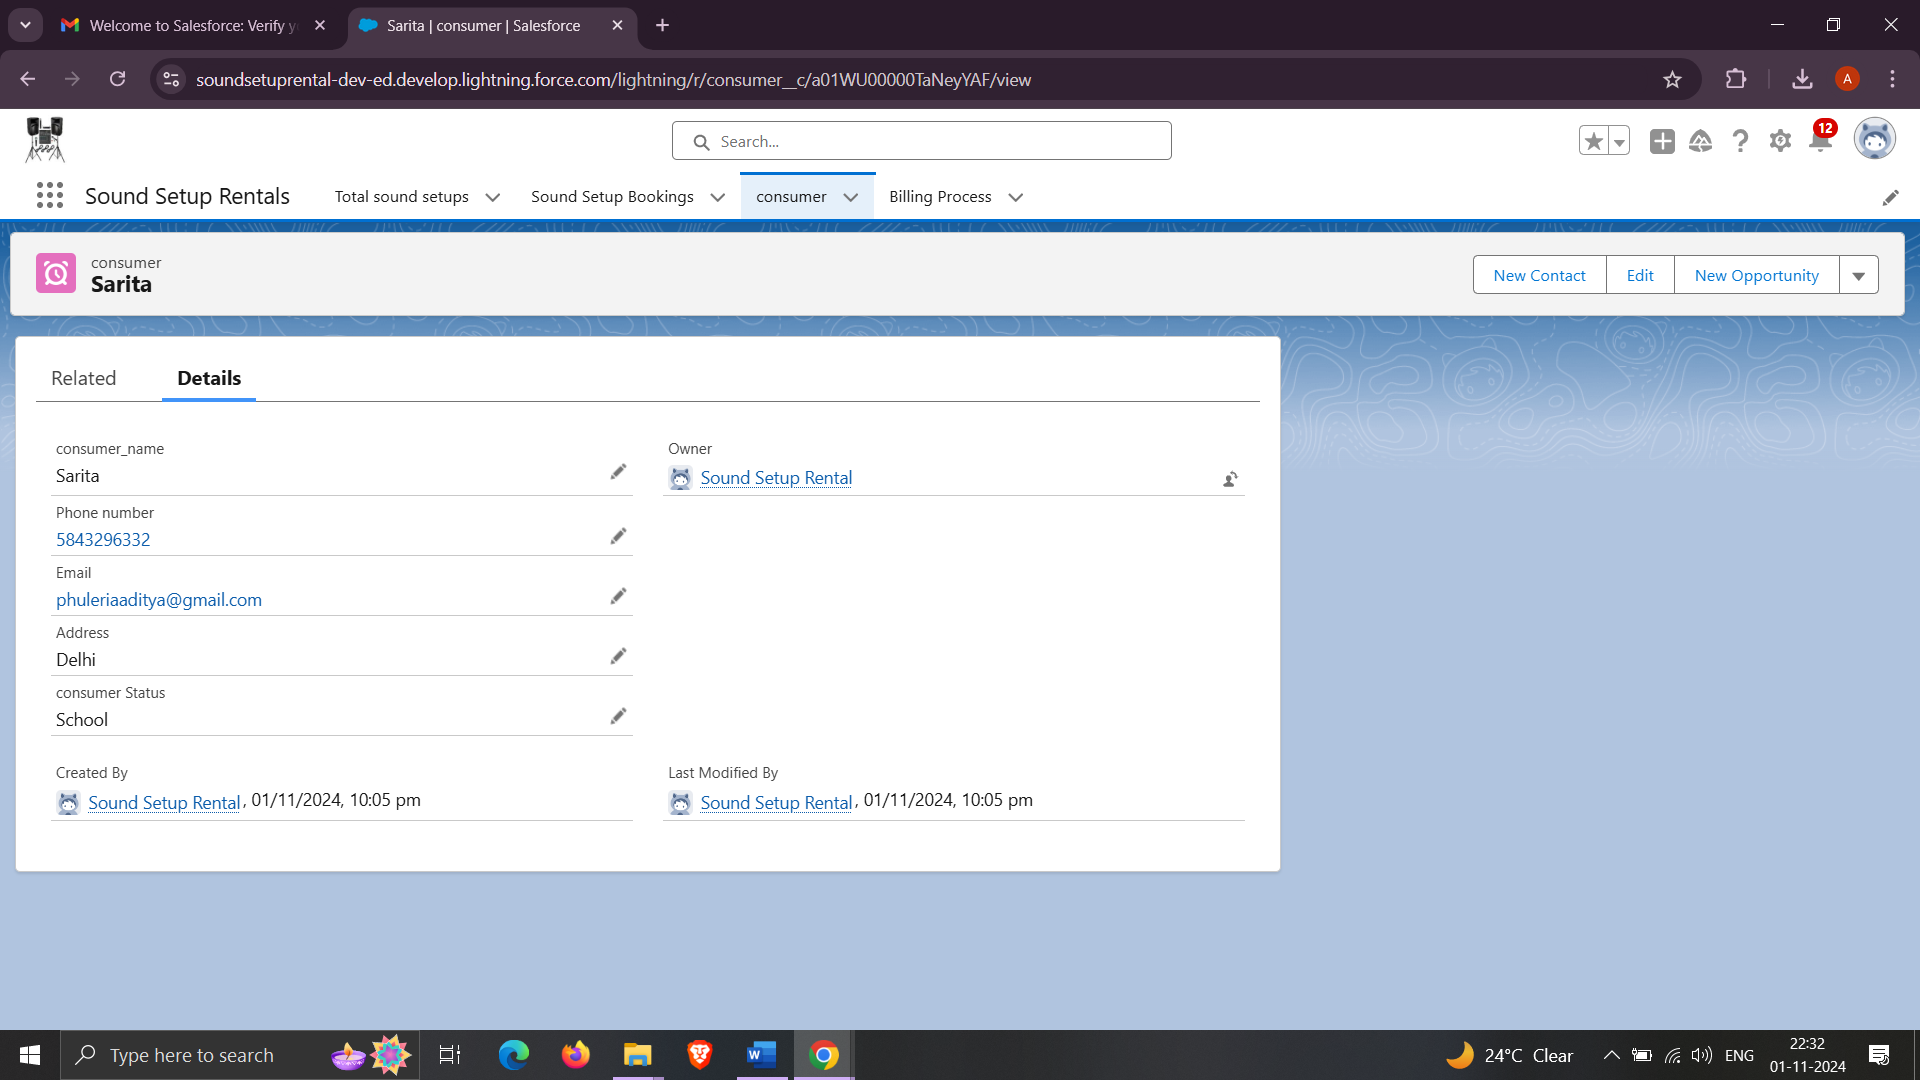 Welcome to Salesforce: Verify y
Sarita | consumer | Salesforce
soundsetuprental-dev-ed.develop.lightning.force.com/lightning/r/consumer__c/a01WU00000TaNeyYAF/view
A
Search...
12
Sound Setup Rentals
Total sound setups
Sound Setup Bookings
consumer
Billing Process
consumer
Sarita
New Contact
Edit
New Opportunity
Related
Details
consumer_name
Sarita
Owner
Sound Setup Rental
Phone number
5843296332
Email
phuleriaaditya@gmail.com
Address
Delhi
consumer Status
School
Created By
Sound Setup Rental, 01/11/2024, 10:05 pm
Last Modified By
Sound Setup Rental, 01/11/2024, 10:05 pm
Type here to search
24°C Clear
ENG
22:32
01-11-2024